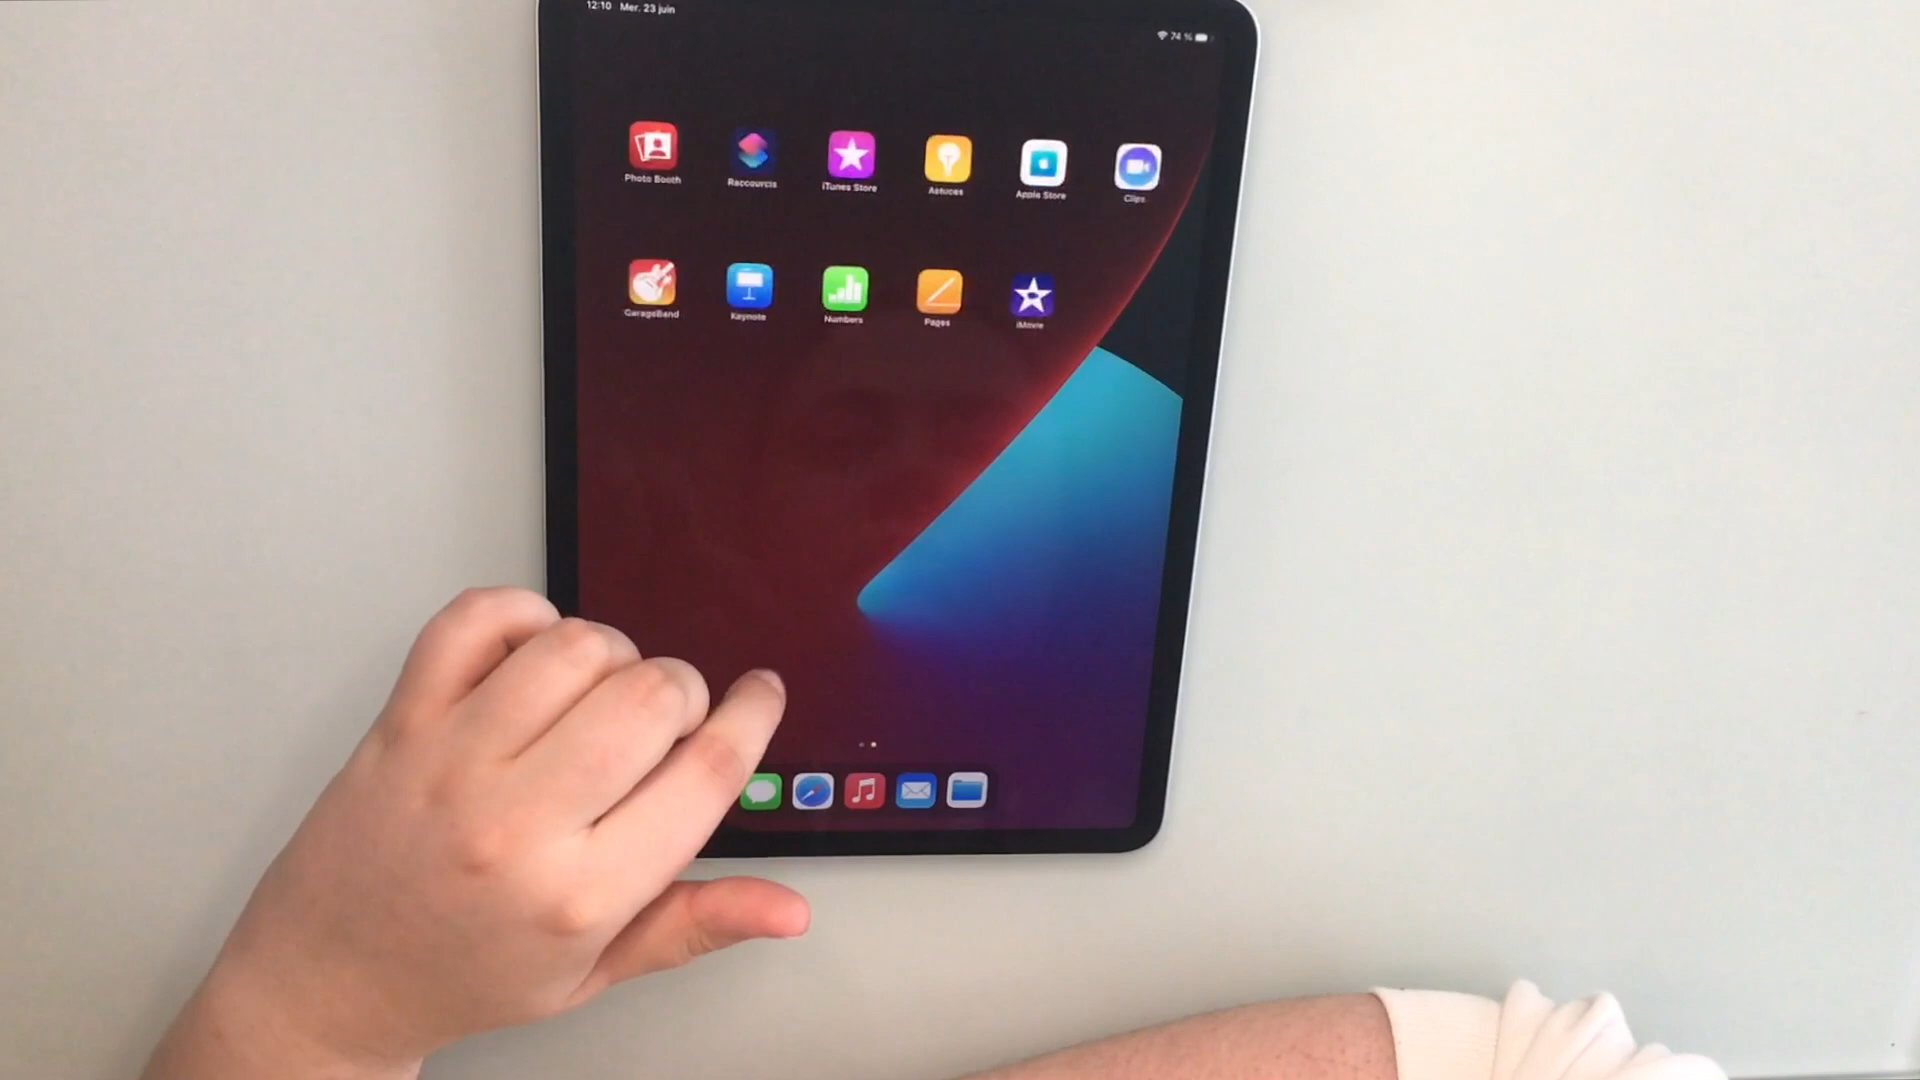 12:10 Mer. 23 juin
74 %
Photo Booth
Raccourcis
iTunes Store
Astuces
Apple Store
Clips
GarageBand
Keynote
Numbers
Pages
iMovie